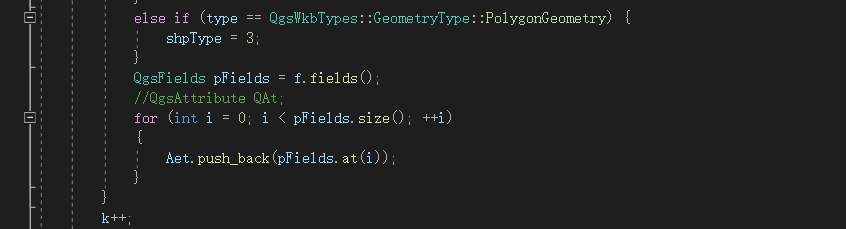 }
else if (type == QgsWkbTypes::GeometryType::PolygonGeometry) {
shpType = 3;
}
QgsFields pFields = f.fields();
//QgsAttribute QAt;
for (int i = 0; i < pFields.size(); ++i)
{
Aet.push_back(pFields.at(i));
}
}
k++;